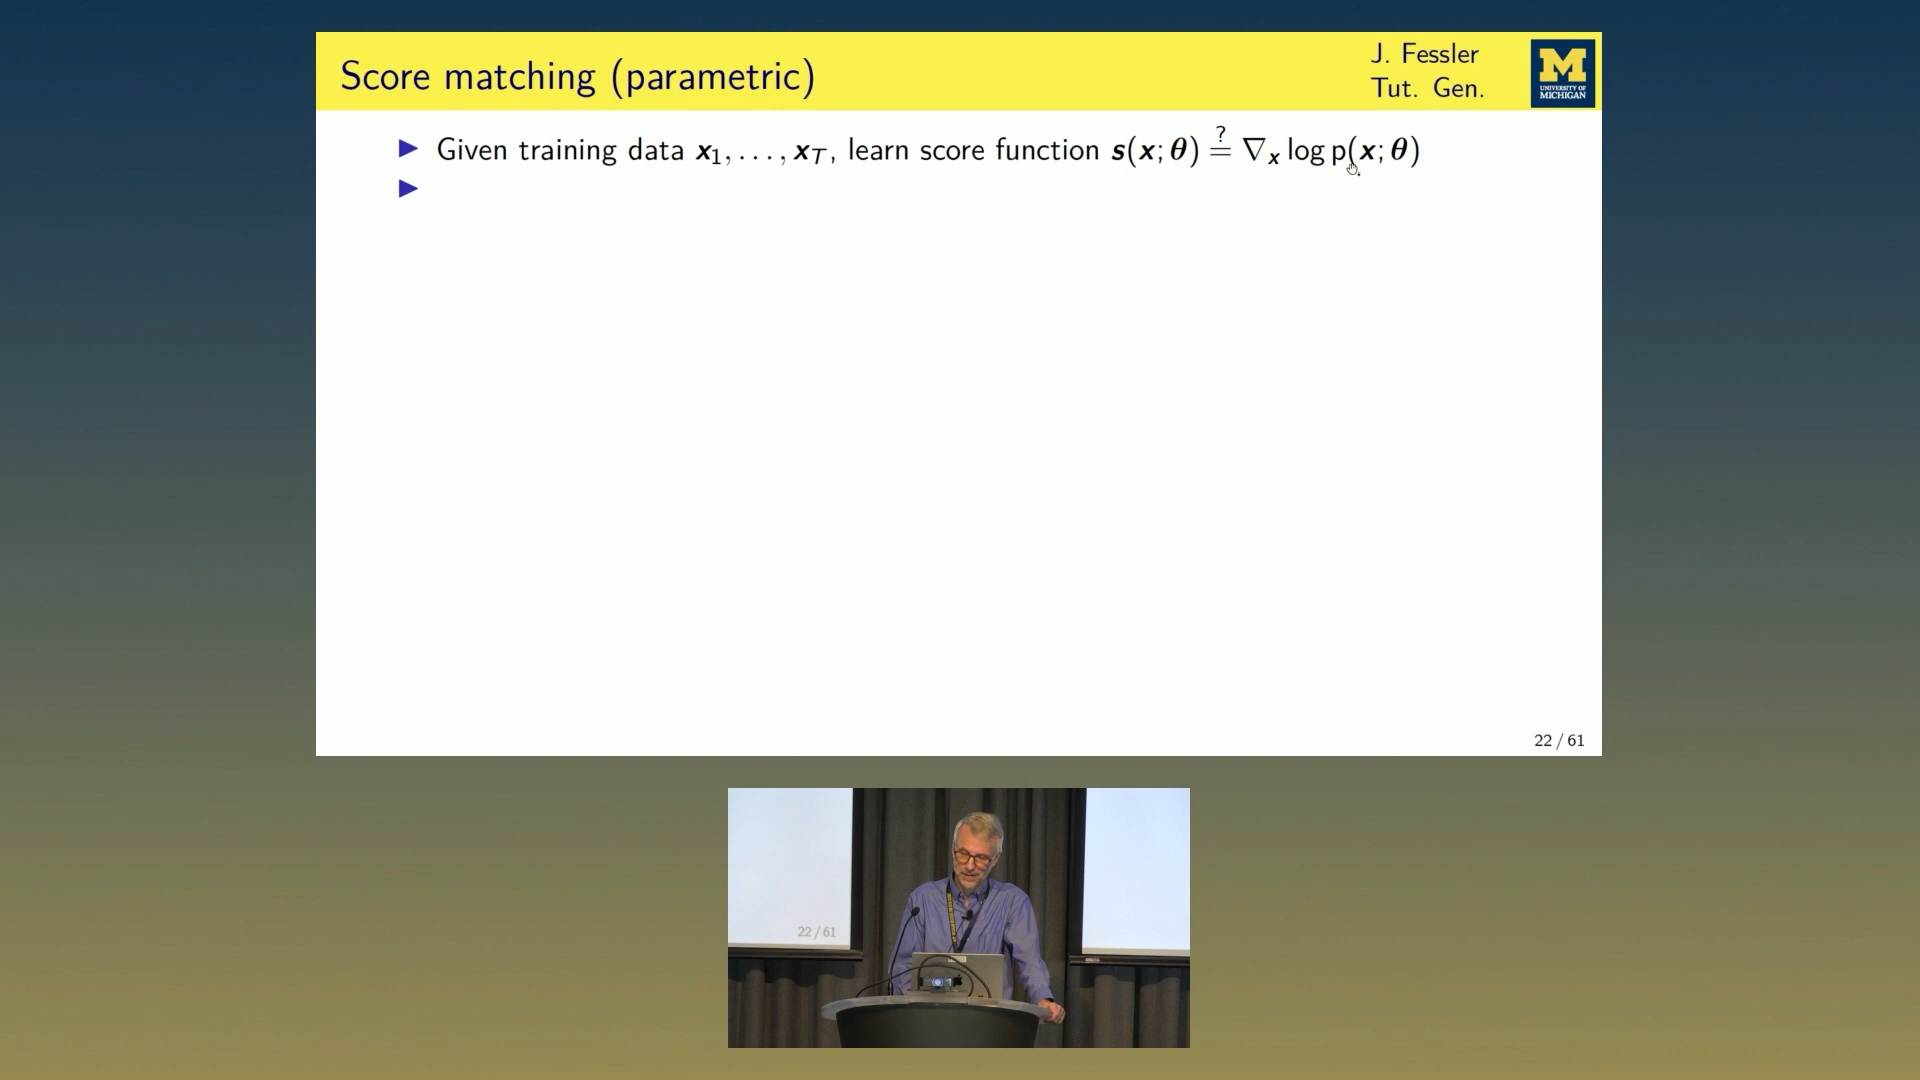 Score matching (parametric)
J. Fessler
Tut. Gen.
M
UNIVERSITY OF
MICHIGAN
▶ Given training data x₁, . . . , x_T, learn score function s(x; θ) ≟ ∇ₓ log p(x; θ)
▶
22 / 61
22 / 61